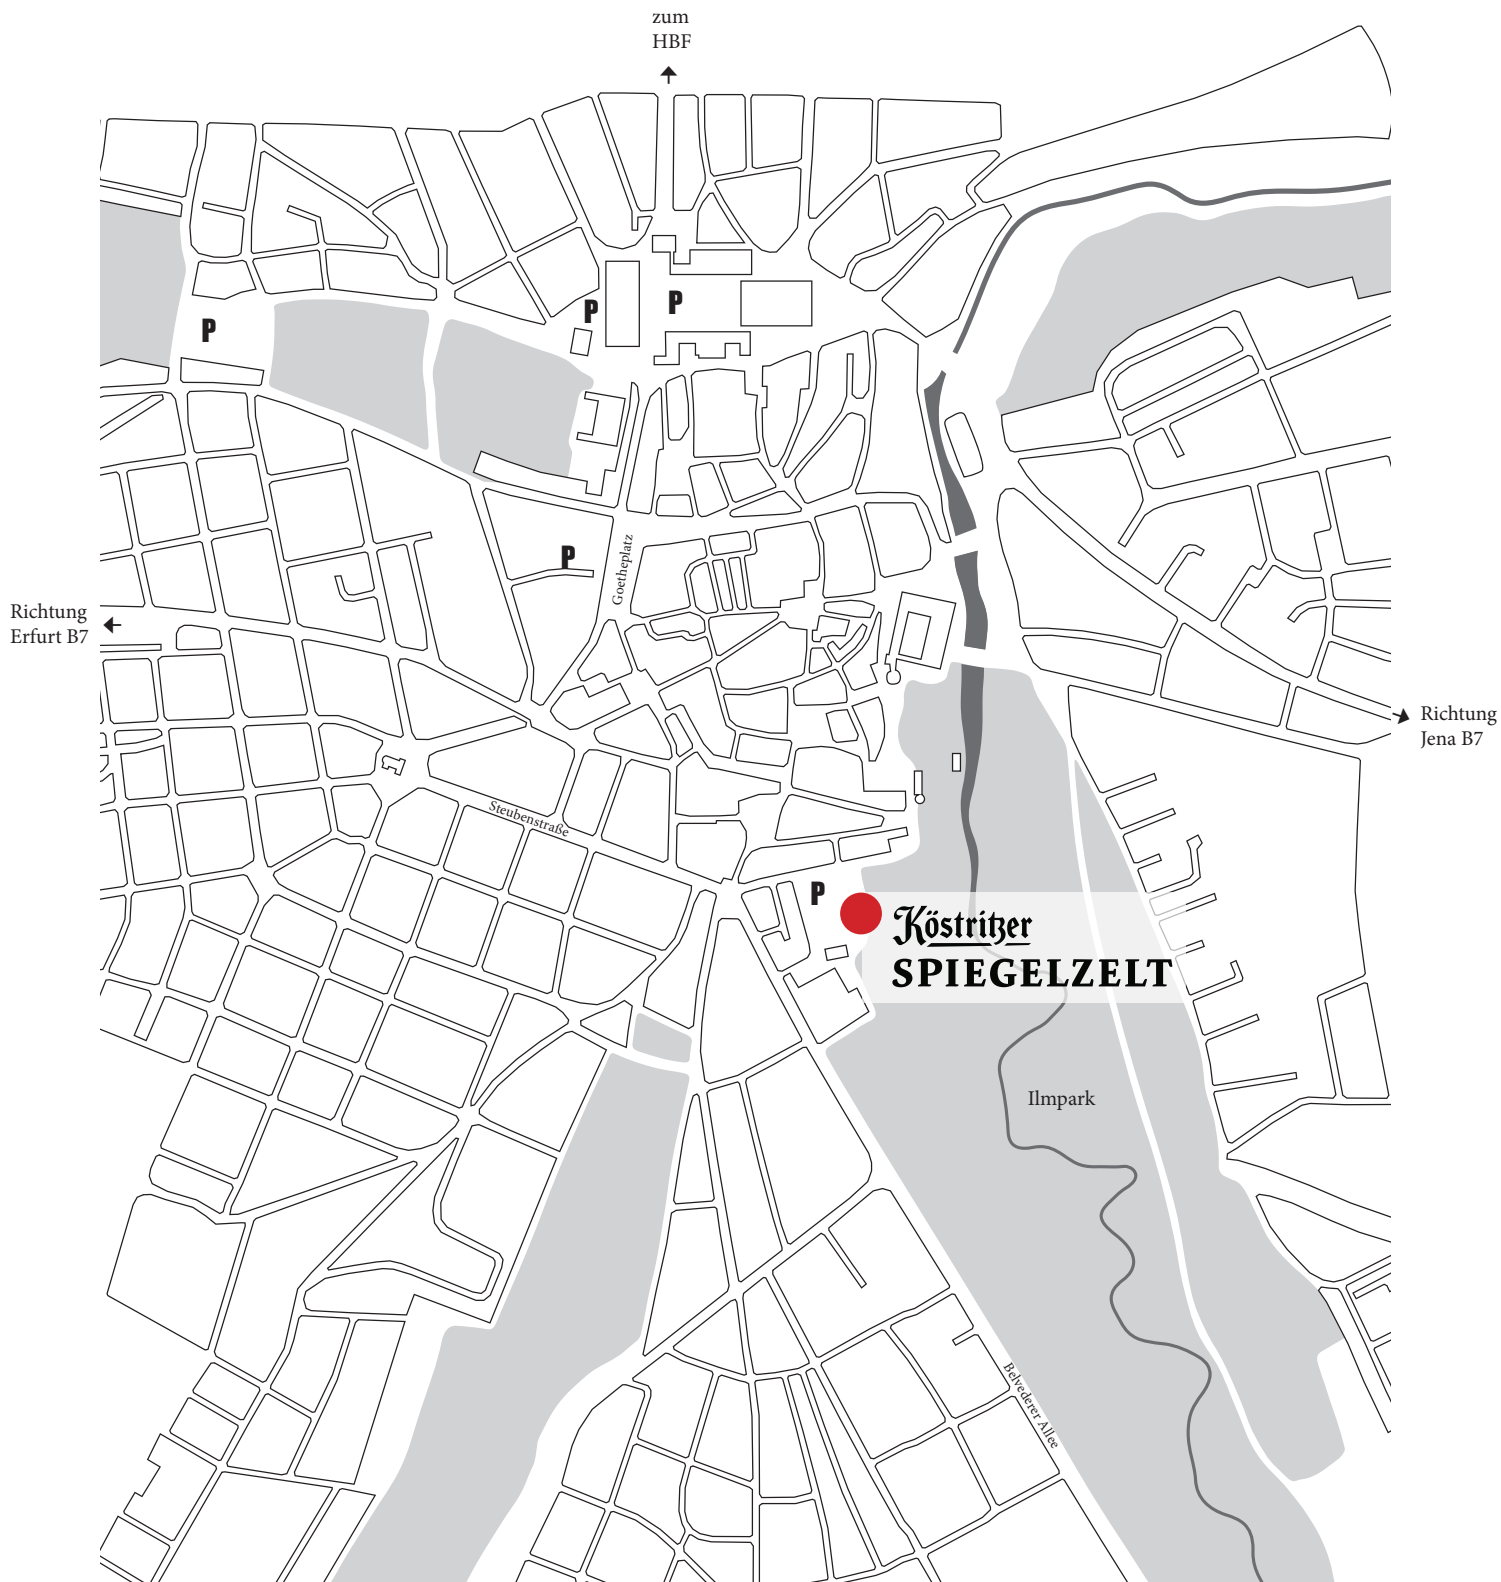 zum
HBF
P
P
P
P
Goetheplatz
Richtung
Erfurt B7
Richtung
Jena B7
Steubenstraße
P
Köstritzer
SPIEGELZELT
Ilmpark
Belvederer Allee